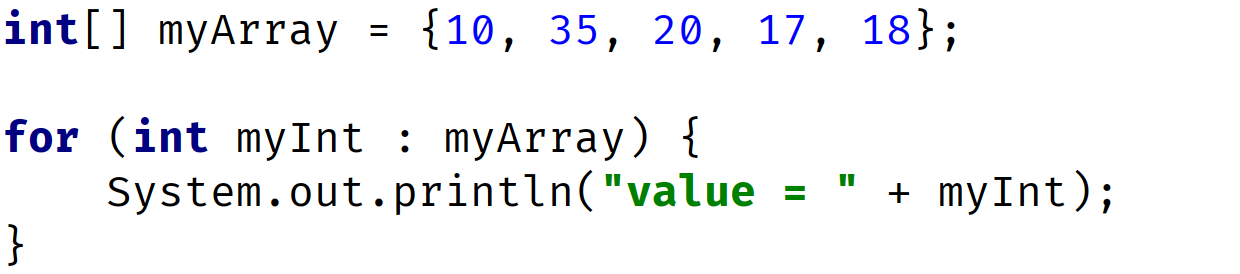 int[] myArray = {10, 35, 20, 17, 18};
for (int myInt : myArray) {
    System.out.println("value = " + myInt);
}